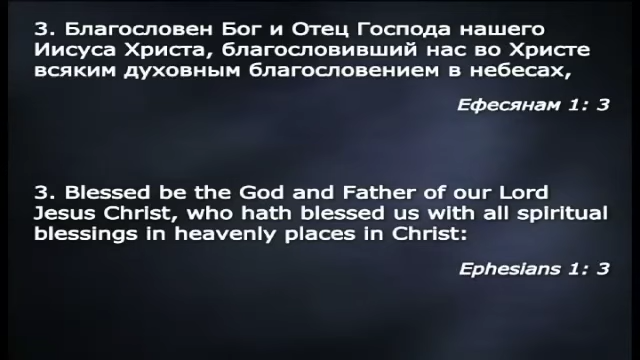 3. Благословен Бог и Отец Господа нашего
Иисуса Христа, благословивший нас во Христе
всяким духовным благословением в небесах,
Ефесянам 1: 3
3. Blessed be the God and Father of our Lord
Jesus Christ, who hath blessed us with all spiritual
blessings in heavenly places in Christ:
Ephesians 1: 3